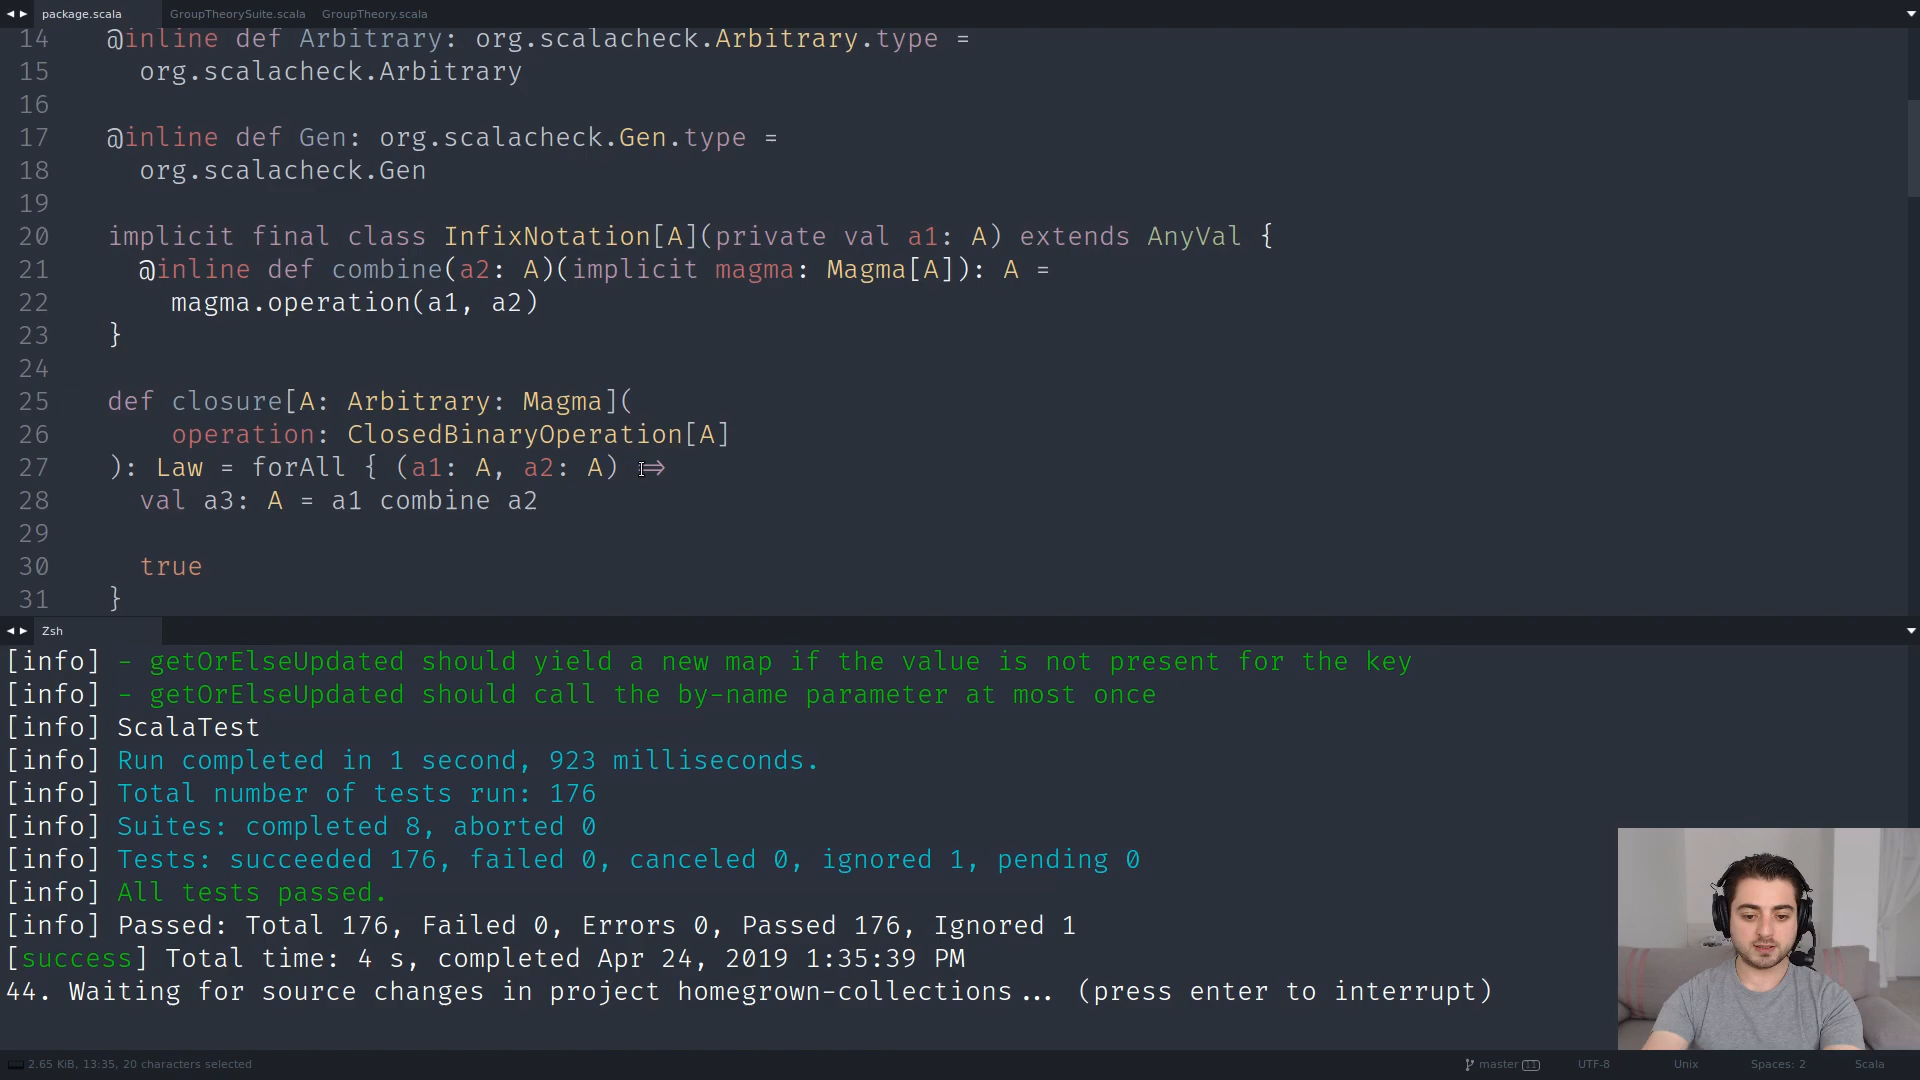 package.scala GroupTheorySuite.scala GroupTheory.scala
14 @inline def Arbitrary: org.scalacheck.Arbitrary.type =
15 org.scalacheck.Arbitrary
16
17 @inline def Gen: org.scalacheck.Gen.type =
18 org.scalacheck.Gen
19
20 implicit final class InfixNotation[A](private val a1: A) extends AnyVal {
21 @inline def combine(a2: A)(implicit magma: Magma[A]): A =
22 magma.operation(a1, a2)
23 }
24
25 def closure[A: Arbitrary: Magma](
26 operation: ClosedBinaryOperation[A]
27 ): Law = forAll { (a1: A, a2: A) =>
28 val a3: A = a1 combine a2
29
30 true
31 }
Zsh
[info] - getOrElseUpdated should yield a new map if the value is not present for the key
[info] - getOrElseUpdated should call the by-name parameter at most once
[info] ScalaTest
[info] Run completed in 1 second, 923 milliseconds.
[info] Total number of tests run: 176
[info] Suites: completed 8, aborted 0
[info] Tests: succeeded 176, failed 0, canceled 0, ignored 1, pending 0
[info] All tests passed.
[info] Passed: Total 176, Failed 0, Errors 0, Passed 176, Ignored 1
[success] Total time: 4 s, completed Apr 24, 2019 1:35:39 PM
44. Waiting for source changes in project homegrown-collections... (press enter to interrupt)
2.65 KiB, 13:35, 20 characters selected master 11 UTF-8 Unix Spaces: 2 Scala